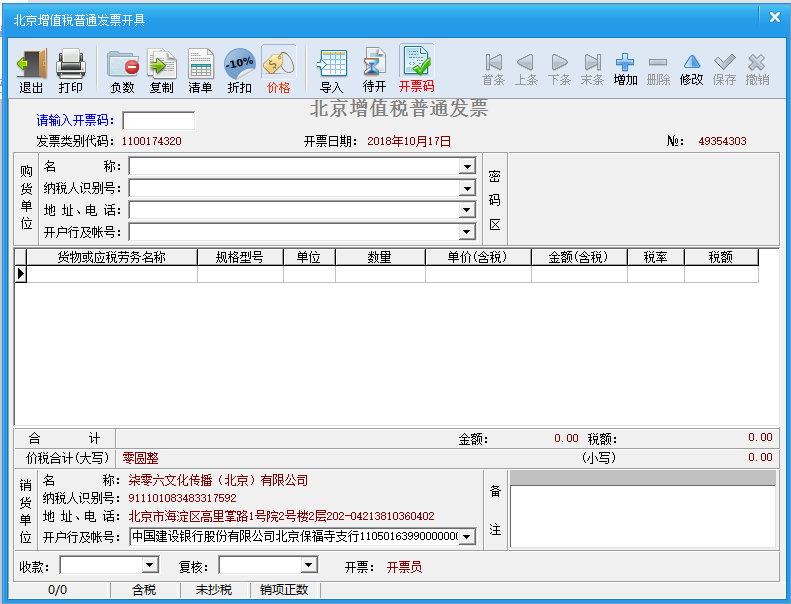 北京增值税普通发票开具
退出 打印 负数 复制 清单 -10% 折扣 价格 导入 待开 开票码 首条 上条 下条 末条 增加 删除 修改 保存 撤销
北京增值税普通发票
请输入开票码:
发票类别代码: 1100174320 开票日期: 2018年10月17日 №: 49354303
购货单位
名 称:
纳税人识别号:
地 址、电 话:
开户行及帐号:
密码区
货物或应税劳务名称 规格型号 单位 数量 单价(含税) 金额(含税) 税率 税额
合 计 金额: 0.00 税额: 0.00
价税合计(大写) 零圆整 (小写) 0.00
销货单位
名 称: 柒零六文化传播（北京）有限公司
纳税人识别号: 911101083483317592
地 址、电 话: 北京市海淀区高里掌路1号院2号楼2层202-04213810360402
开户行及帐号: 中国建设银行股份有限公司北京保福寺支行11050163990000000
备注
收款: 复核: 开票: 开票员
0/0 含税 未抄税 销项正数